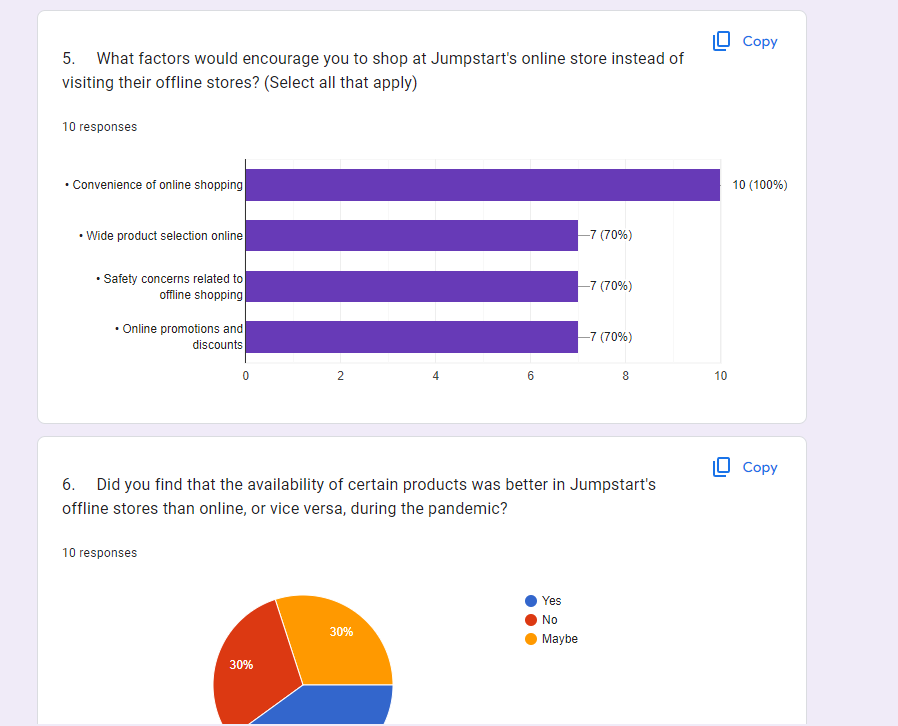 Copy
5. What factors would encourage you to shop at Jumpstart's online store instead of
visiting their offline stores? (Select all that apply)
10 responses
• Convenience of online shopping
10 (100%)
• Wide product selection online
7 (70%)
• Safety concerns related to
offline shopping
7 (70%)
• Online promotions and
discounts
7 (70%)
0 2 4 6 8 10
Copy
6. Did you find that the availability of certain products was better in Jumpstart's
offline stores than online, or vice versa, during the pandemic?
10 responses
Yes
No
Maybe
30%
30%